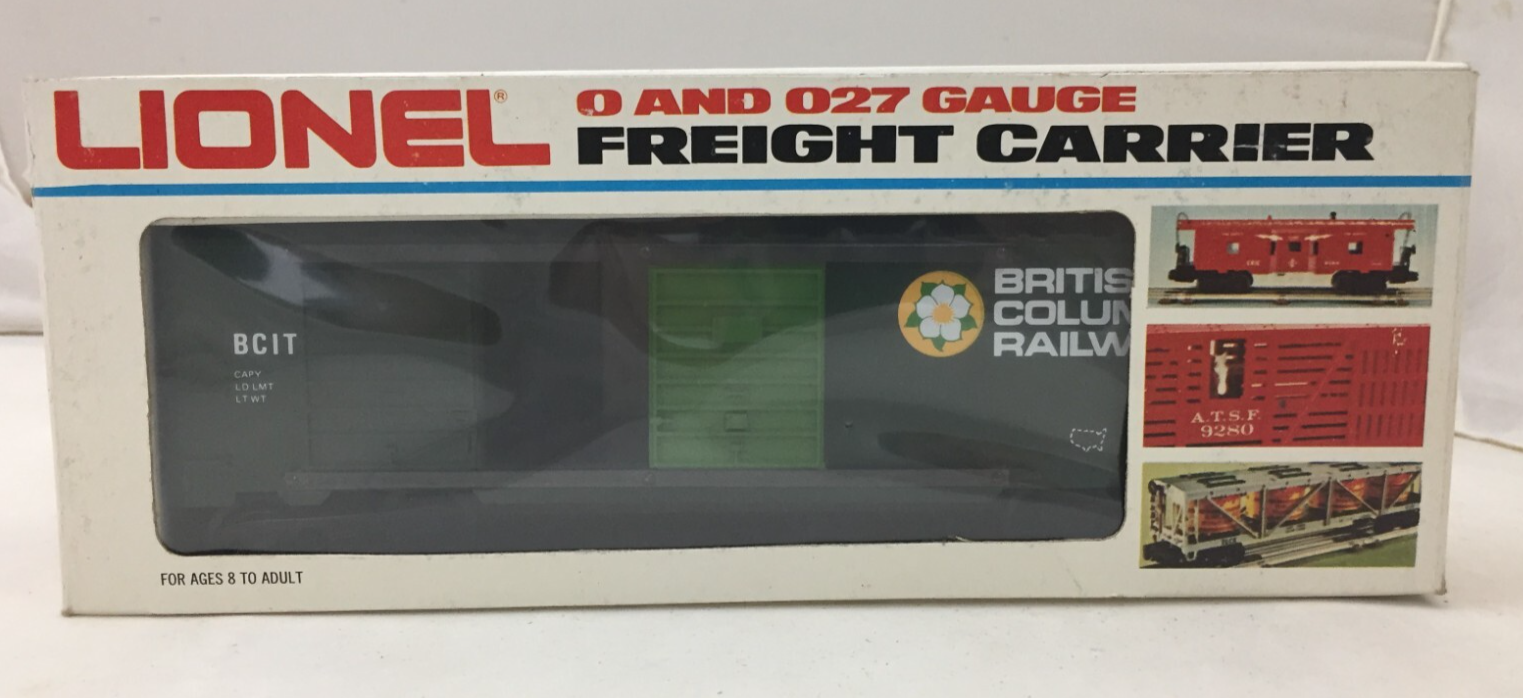 LIONEL®
O AND O27 GAUGE
FREIGHT CARRIER
BCIT
CAPY
LD LMT
LT WT
BRITIS
COLUM
RAILW
A.T.S.F.
9280
FOR AGES 8 TO ADULT